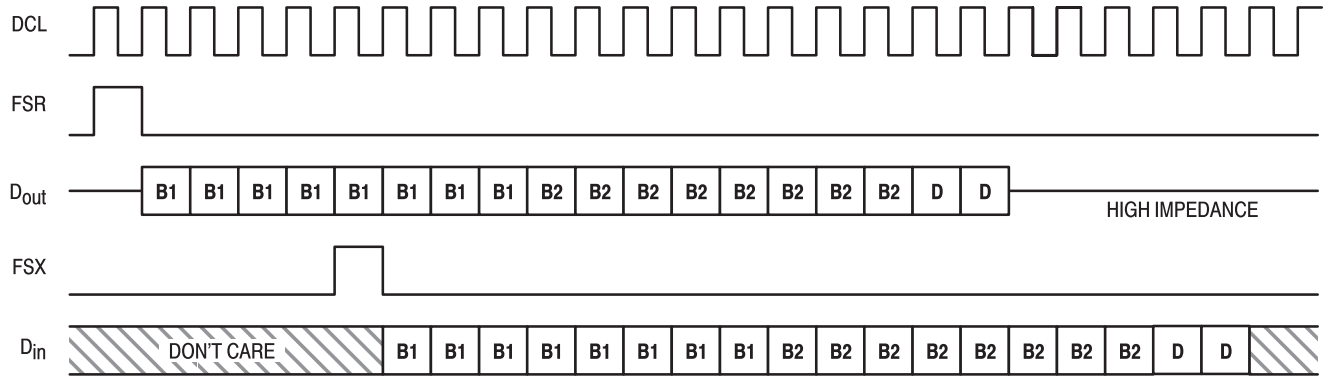 DCL
FSR
Dout B1 B1 B1 B1 B1 B1 B1 B1 B2 B2 B2 B2 B2 B2 B2 B2 D D
HIGH IMPEDANCE
FSX
Din DON'T CARE B1 B1 B1 B1 B1 B1 B1 B1 B2 B2 B2 B2 B2 B2 B2 B2 D D